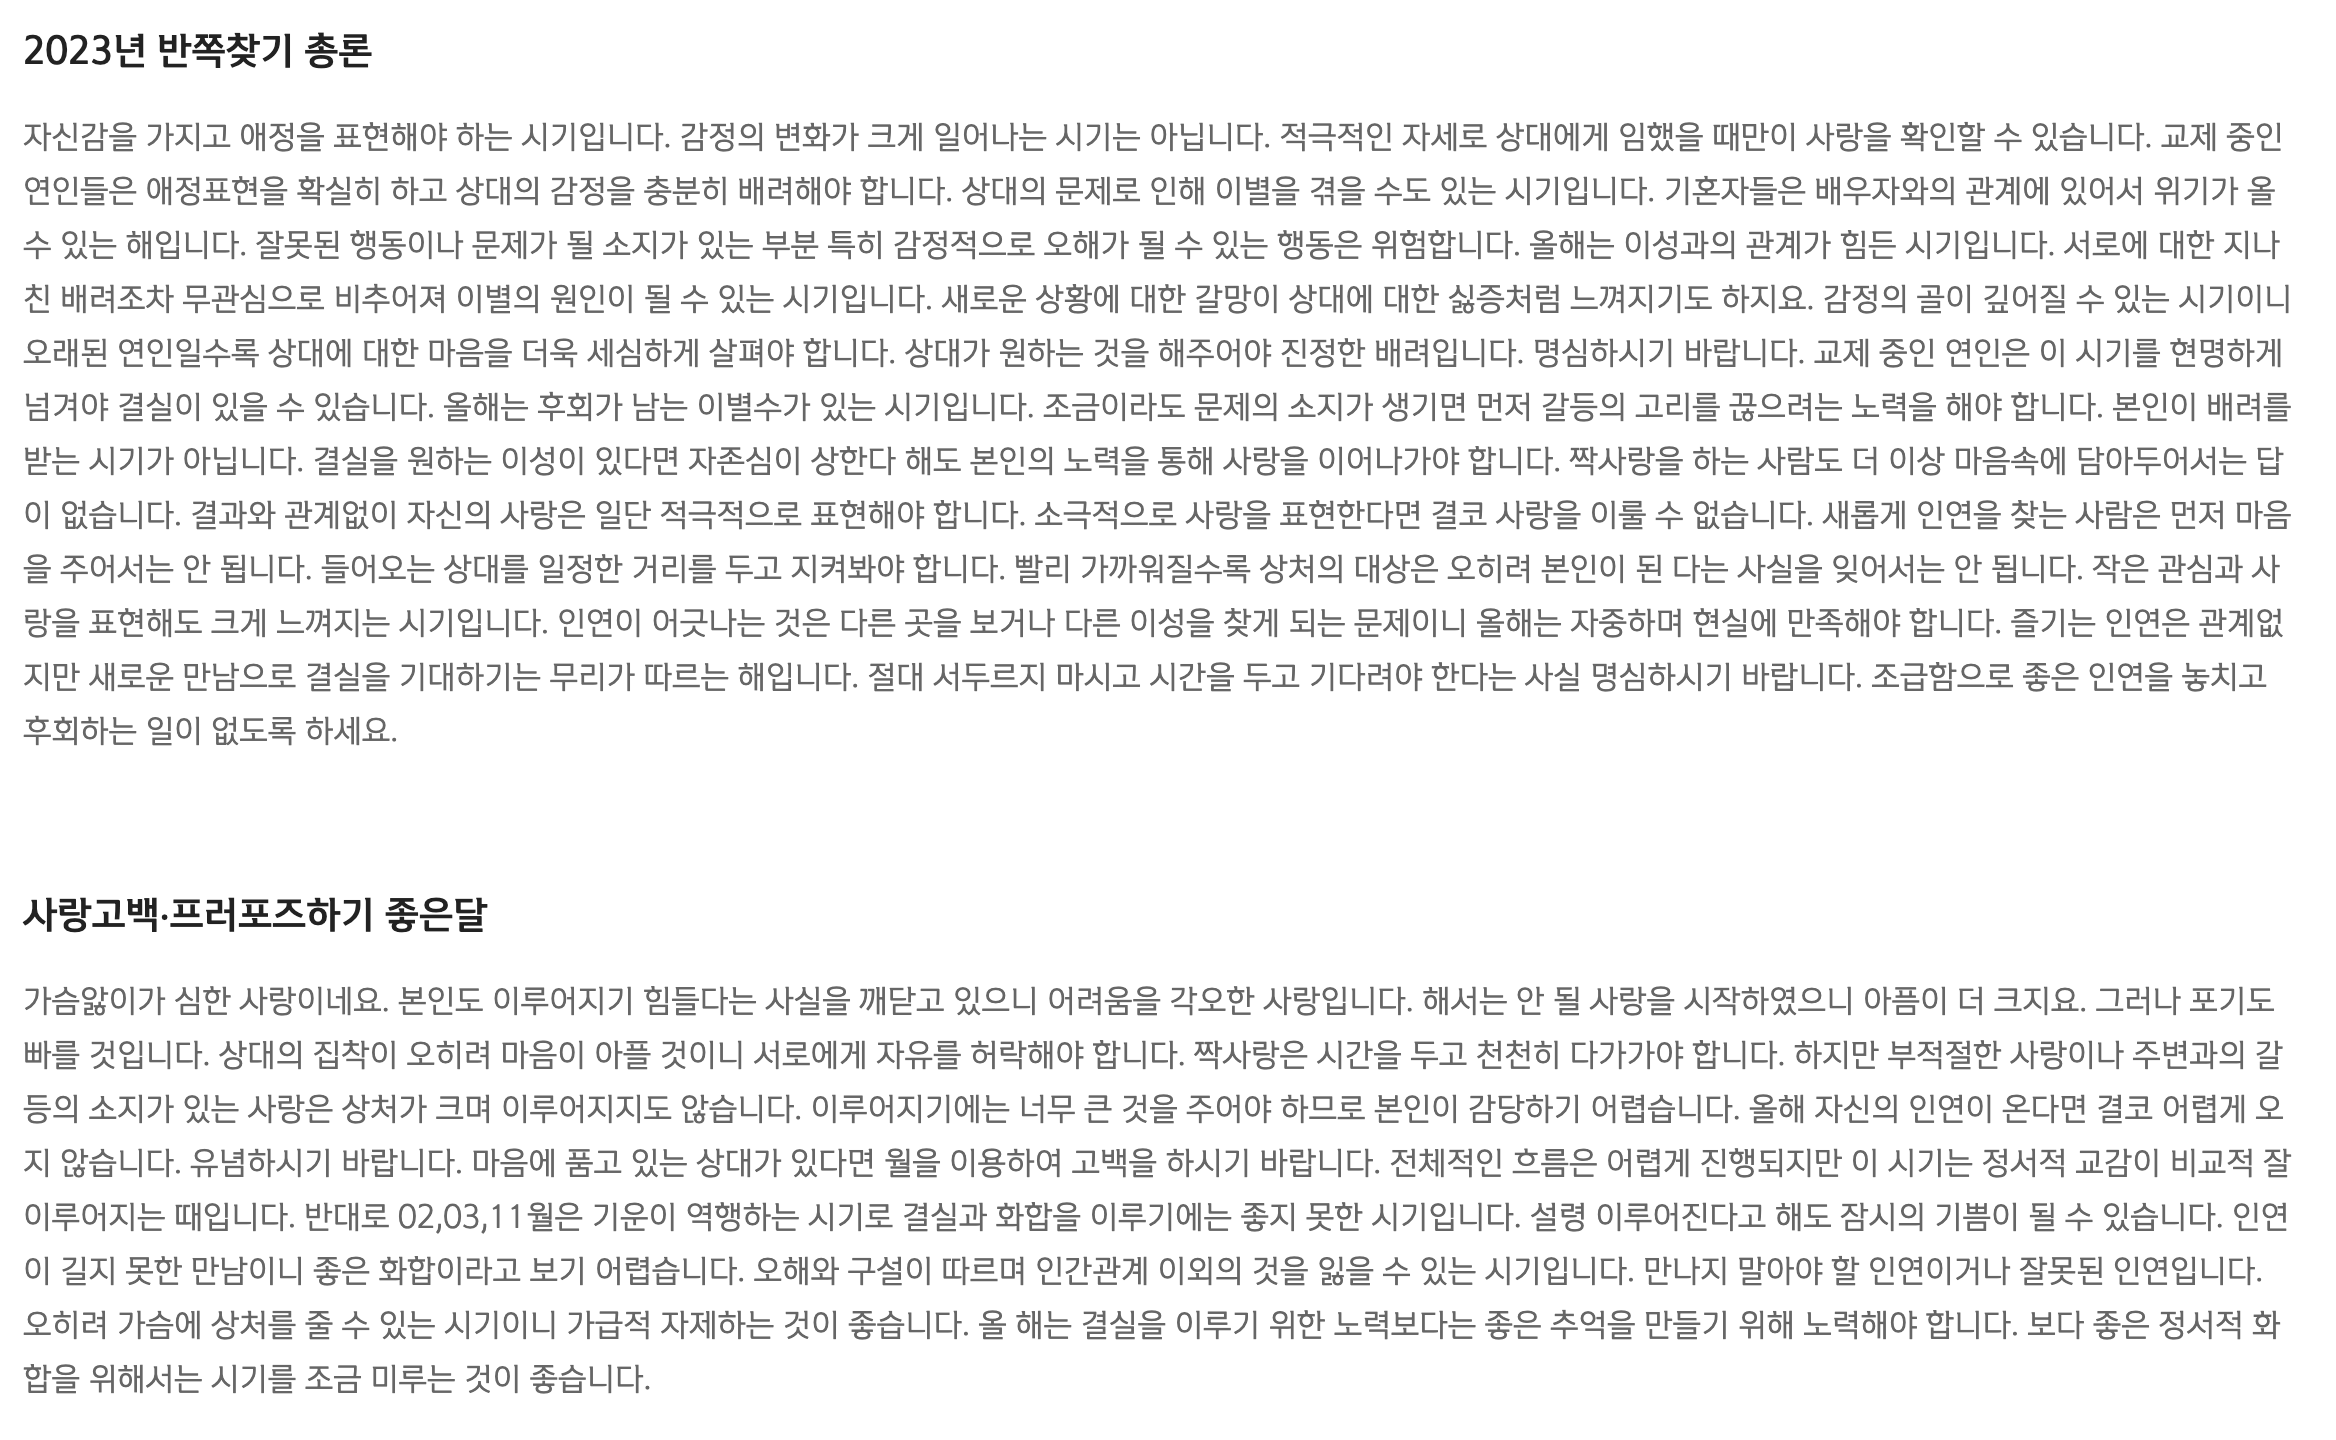 2023년 반쪽찾기 총론
자신감을 가지고 애정을 표현해야 하는 시기입니다. 감정의 변화가 크게 일어나는 시기는 아닙니다. 적극적인 자세로 상대에게 임했을 때만이 사랑을 확인할 수 있습니다. 교제 중인
연인들은 애정표현을 확실히 하고 상대의 감정을 충분히 배려해야 합니다. 상대의 문제로 인해 이별을 겪을 수도 있는 시기입니다. 기혼자들은 배우자와의 관계에 있어서 위기가 올
수 있는 해입니다. 잘못된 행동이나 문제가 될 소지가 있는 부분 특히 감정적으로 오해가 될 수 있는 행동은 위험합니다. 올해는 이성과의 관계가 힘든 시기입니다. 서로에 대한 지나
친 배려조차 무관심으로 비추어져 이별의 원인이 될 수 있는 시기입니다. 새로운 상황에 대한 갈망이 상대에 대한 싫증처럼 느껴지기도 하지요. 감정의 골이 깊어질 수 있는 시기이니
오래된 연인일수록 상대에 대한 마음을 더욱 세심하게 살펴야 합니다. 상대가 원하는 것을 해주어야 진정한 배려입니다. 명심하시기 바랍니다. 교제 중인 연인은 이 시기를 현명하게
넘겨야 결실이 있을 수 있습니다. 올해는 후회가 남는 이별수가 있는 시기입니다. 조금이라도 문제의 소지가 생기면 먼저 갈등의 고리를 끊으려는 노력을 해야 합니다. 본인이 배려를
받는 시기가 아닙니다. 결실을 원하는 이성이 있다면 자존심이 상한다 해도 본인의 노력을 통해 사랑을 이어나가야 합니다. 짝사랑을 하는 사람도 더 이상 마음속에 담아두어서는 답
이 없습니다. 결과와 관계없이 자신의 사랑은 일단 적극적으로 표현해야 합니다. 소극적으로 사랑을 표현한다면 결코 사랑을 이룰 수 없습니다. 새롭게 인연을 찾는 사람은 먼저 마음
을 주어서는 안 됩니다. 들어오는 상대를 일정한 거리를 두고 지켜봐야 합니다. 빨리 가까워질수록 상처의 대상은 오히려 본인이 된 다는 사실을 잊어서는 안 됩니다. 작은 관심과 사
랑을 표현해도 크게 느껴지는 시기입니다. 인연이 어긋나는 것은 다른 곳을 보거나 다른 이성을 찾게 되는 문제이니 올해는 자중하며 현실에 만족해야 합니다. 즐기는 인연은 관계없
지만 새로운 만남으로 결실을 기대하기는 무리가 따르는 해입니다. 절대 서두르지 마시고 시간을 두고 기다려야 한다는 사실 명심하시기 바랍니다. 조급함으로 좋은 인연을 놓치고
후회하는 일이 없도록 하세요.
사랑고백·프러포즈하기 좋은달
가슴앓이가 심한 사랑이네요. 본인도 이루어지기 힘들다는 사실을 깨닫고 있으니 어려움을 각오한 사랑입니다. 해서는 안 될 사랑을 시작하였으니 아픔이 더 크지요. 그러나 포기도
빠를 것입니다. 상대의 집착이 오히려 마음이 아플 것이니 서로에게 자유를 허락해야 합니다. 짝사랑은 시간을 두고 천천히 다가가야 합니다. 하지만 부적절한 사랑이나 주변과의 갈
등의 소지가 있는 사랑은 상처가 크며 이루어지지도 않습니다. 이루어지기에는 너무 큰 것을 주어야 하므로 본인이 감당하기 어렵습니다. 올해 자신의 인연이 온다면 결코 어렵게 오
지 않습니다. 유념하시기 바랍니다. 마음에 품고 있는 상대가 있다면 월을 이용하여 고백을 하시기 바랍니다. 전체적인 흐름은 어렵게 진행되지만 이 시기는 정서적 교감이 비교적 잘
이루어지는 때입니다. 반대로 02,03,11월은 기운이 역행하는 시기로 결실과 화합을 이루기에는 좋지 못한 시기입니다. 설령 이루어진다고 해도 잠시의 기쁨이 될 수 있습니다. 인연
이 길지 못한 만남이니 좋은 화합이라고 보기 어렵습니다. 오해와 구설이 따르며 인간관계 이외의 것을 잃을 수 있는 시기입니다. 만나지 말아야 할 인연이거나 잘못된 인연입니다.
오히려 가슴에 상처를 줄 수 있는 시기이니 가급적 자제하는 것이 좋습니다. 올 해는 결실을 이루기 위한 노력보다는 좋은 추억을 만들기 위해 노력해야 합니다. 보다 좋은 정서적 화
합을 위해서는 시기를 조금 미루는 것이 좋습니다.